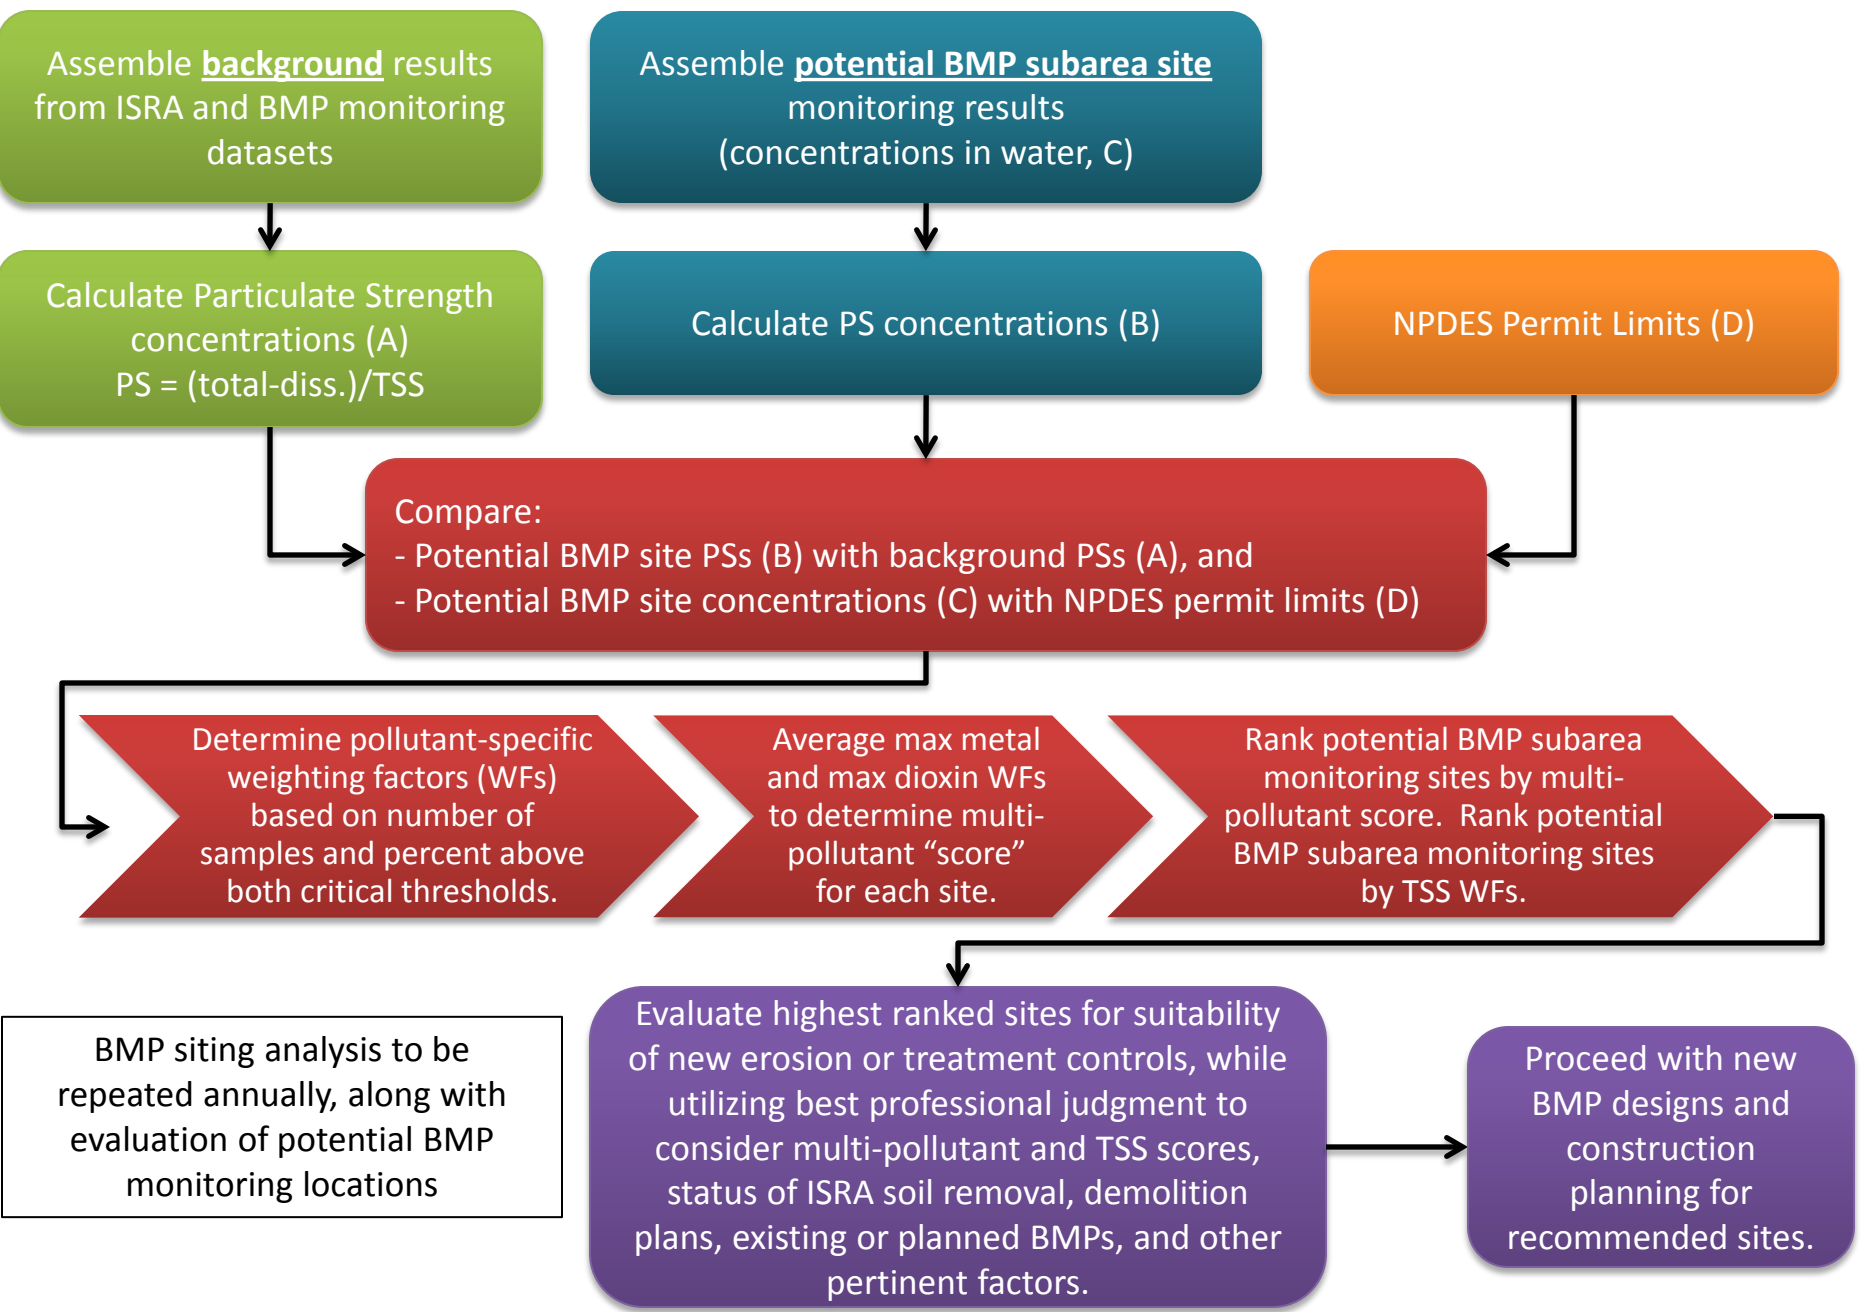 Assemble background results
from ISRA and BMP monitoring
datasets
Assemble potential BMP subarea site
monitoring results
(concentrations in water, C)
Calculate Particulate Strength
concentrations (A)
PS = (total-diss.)/TSS
Calculate PS concentrations (B)
NPDES Permit Limits (D)
Compare:
- Potential BMP site PSs (B) with background PSs (A), and
- Potential BMP site concentrations (C) with NPDES permit limits (D)
Determine pollutant-specific
weighting factors (WFs)
based on number of
samples and percent above
both critical thresholds.
Average max metal
and max dioxin WFs
to determine multi-
pollutant “score”
for each site.
Rank potential BMP subarea
monitoring sites by multi-
pollutant score.  Rank potential
BMP subarea monitoring sites
by TSS WFs.
BMP siting analysis to be
repeated annually, along with
evaluation of potential BMP
monitoring locations
Evaluate highest ranked sites for suitability
of new erosion or treatment controls, while
utilizing best professional judgment to
consider multi-pollutant and TSS scores,
status of ISRA soil removal, demolition
plans, existing or planned BMPs, and other
pertinent factors.
Proceed with new
BMP designs and
construction
planning for
recommended sites.